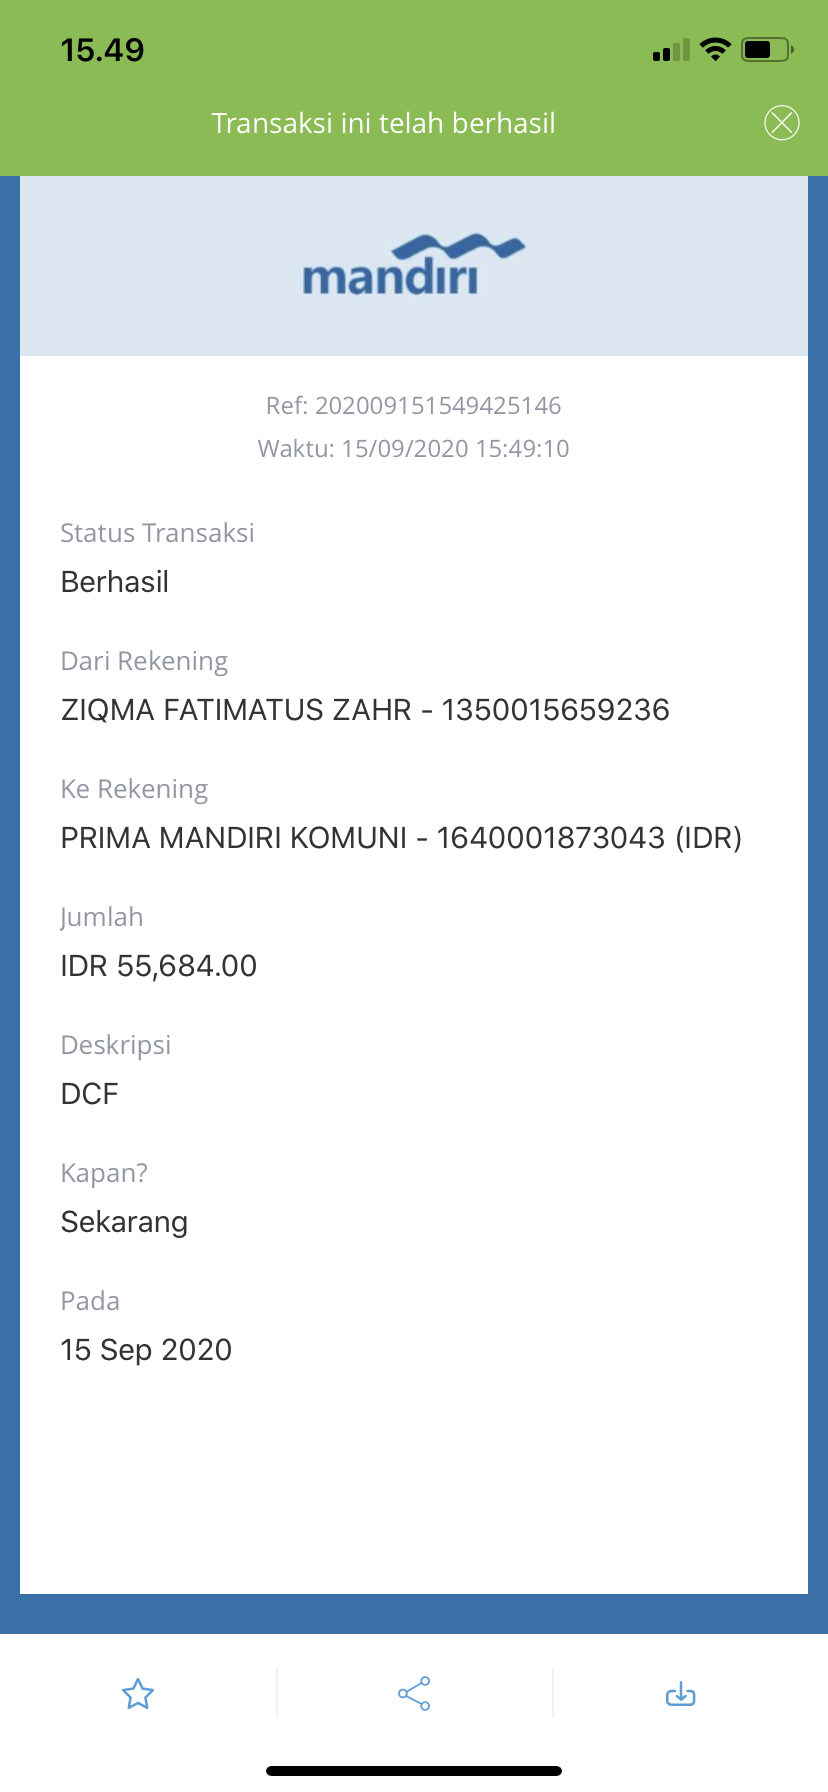 15.49
Transaksi ini telah berhasil
mandiri
Ref: 202009151549425146
Waktu: 15/09/2020 15:49:10
Status Transaksi
Berhasil
Dari Rekening
ZIQMA FATIMATUS ZAHR - 1350015659236
Ke Rekening
PRIMA MANDIRI KOMUNI - 1640001873043 (IDR)
Jumlah
IDR 55,684.00
Deskripsi
DCF
Kapan?
Sekarang
Pada
15 Sep 2020